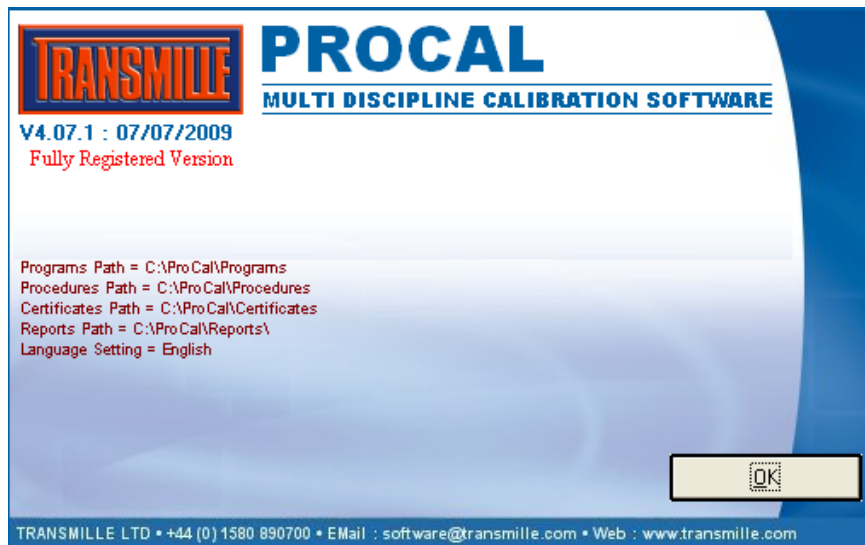 TRANSMILLE
PROCAL
MULTI DISCIPLINE CALIBRATION SOFTWARE
V4.07.1 : 07/07/2009
Fully Registered Version
Programs Path = C:\ProCal\Programs
Procedures Path = C:\ProCal\Procedures
Certificates Path = C:\ProCal\Certificates
Reports Path = C:\ProCal\Reports\
Language Setting = English
OK
TRANSMILLE LTD • +44 (0) 1580 890700 • EMail : software@transmille.com • Web : www.transmille.com